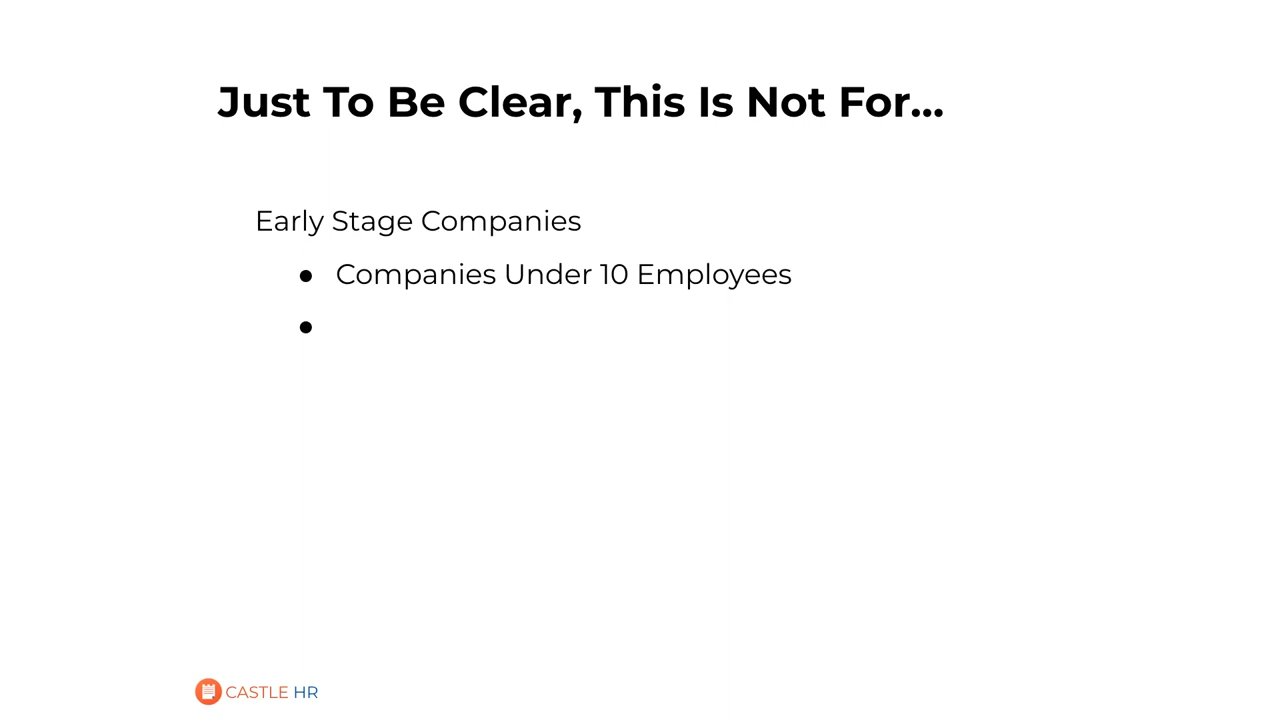 Just To Be Clear, This Is Not For...
Early Stage Companies
● Companies Under 10 Employees
●
CASTLE HR